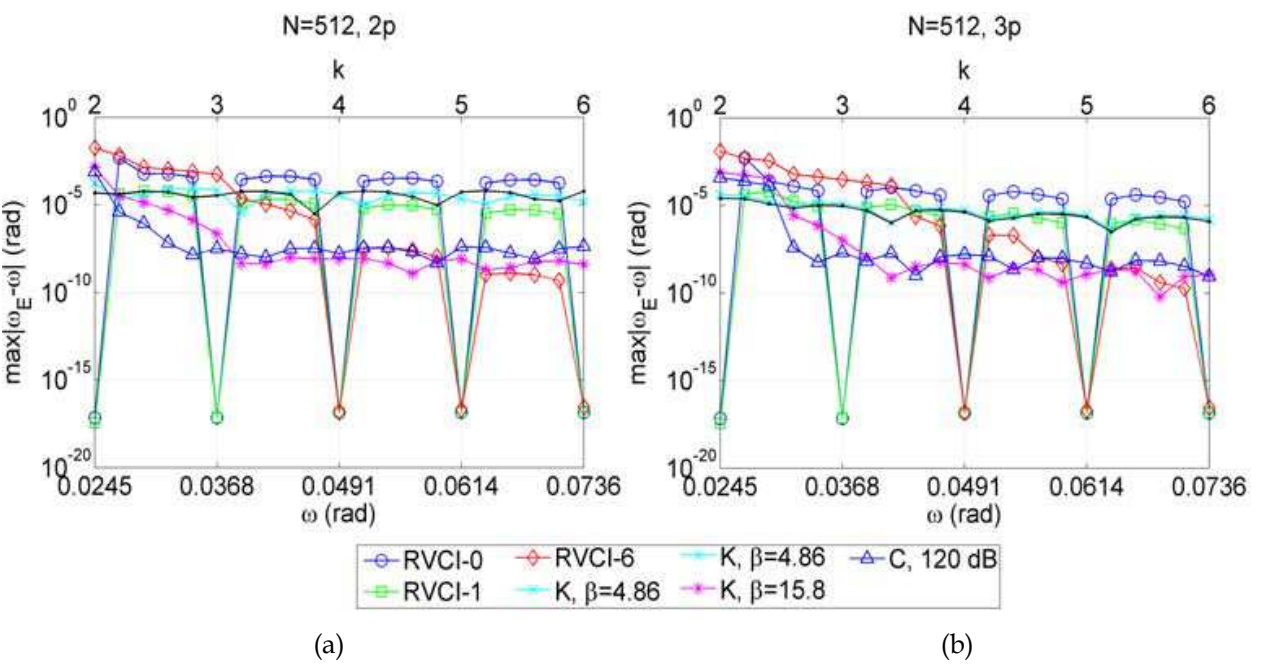 N=512, 2p
k
2 3 4 5 6
10^0
10^-5
10^-10
10^-15
10^-20
max|ω_E-ω| (rad)
0.0245 0.0368 0.0491 0.0614 0.0736
ω (rad)
N=512, 3p
k
2 3 4 5 6
10^0
10^-5
10^-10
10^-15
10^-20
max|ω_E-ω| (rad)
0.0245 0.0368 0.0491 0.0614 0.0736
ω (rad)
RVCI-0 RVCI-6 K, β=4.86 C, 120 dB
RVCI-1 K, β=4.86 K, β=15.8
(a) (b)